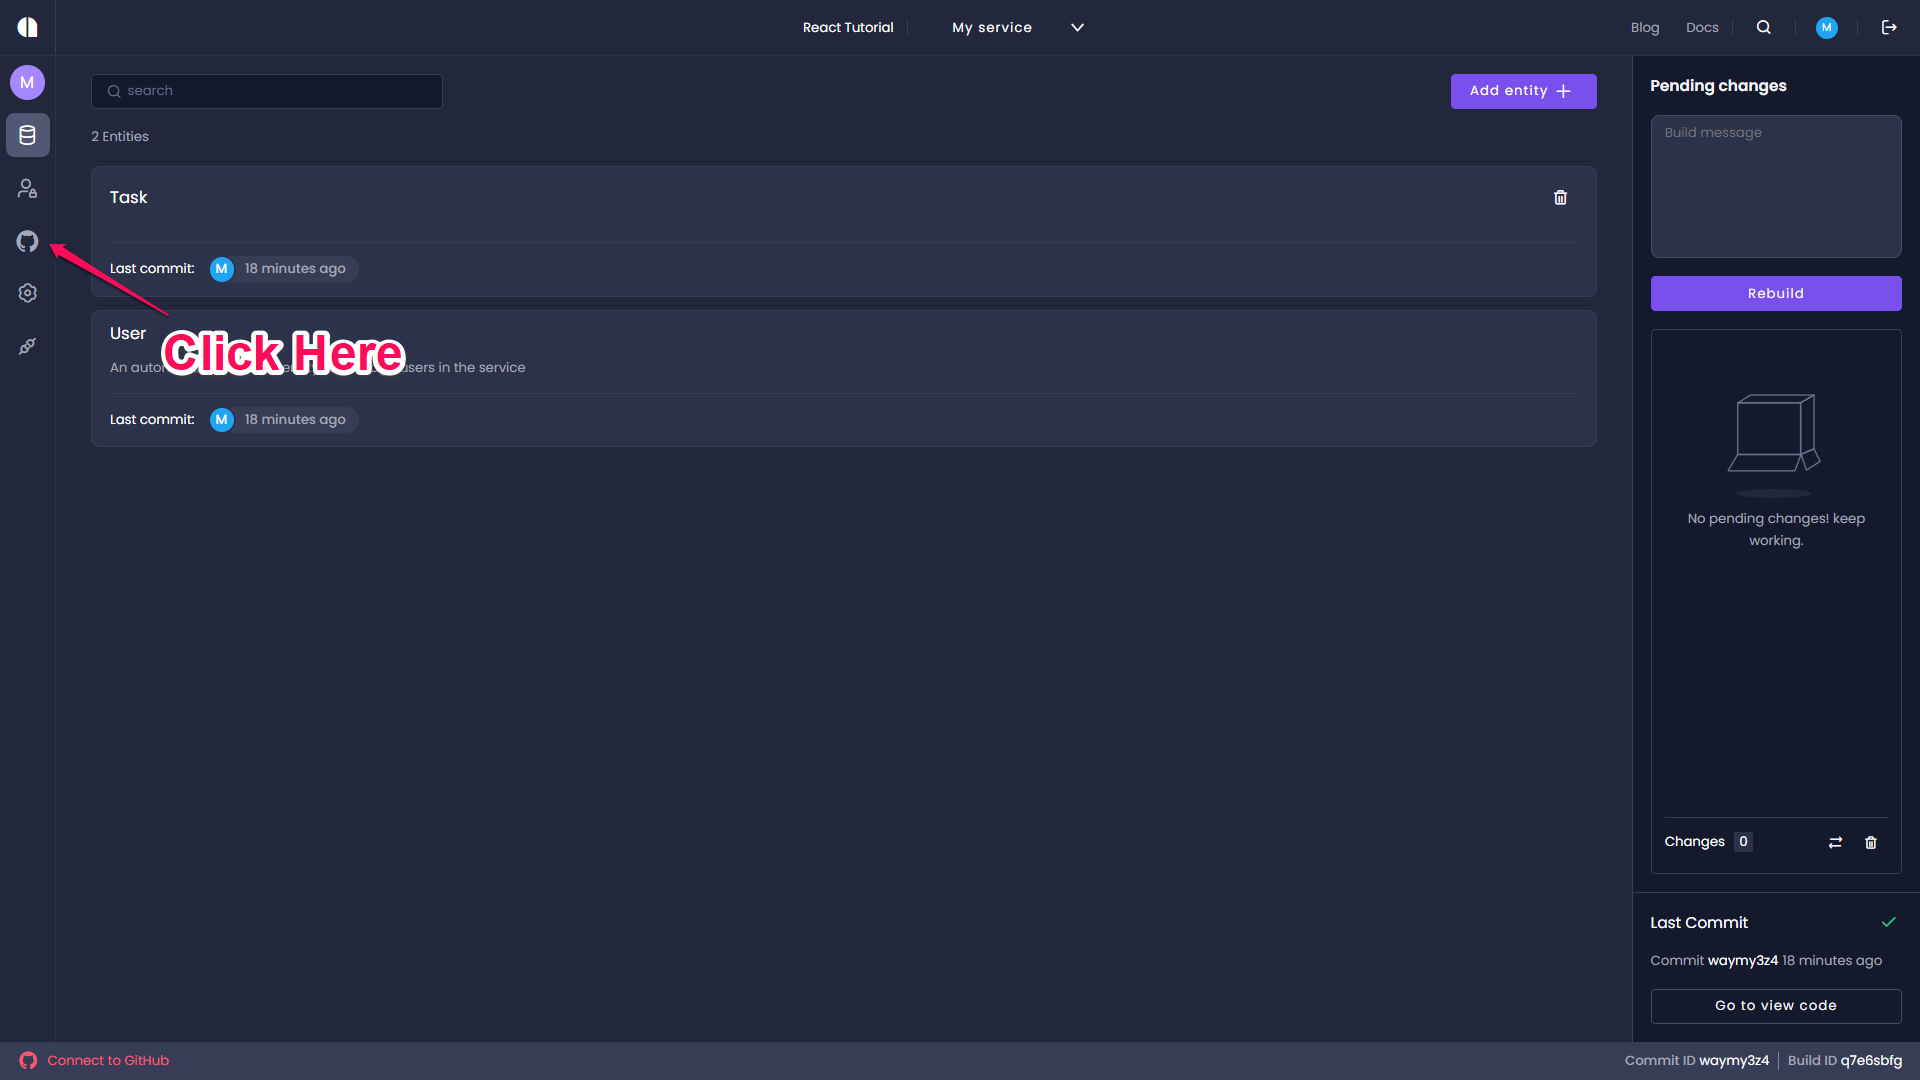 React Tutorial
My service
Blog
Docs
M
M
search
Add entity
2 Entities
Task
Last commit: M 18 minutes ago
User
Click Here
An users in the service
Last commit: M 18 minutes ago
Pending changes
Build message
Rebuild
No pending changes! keep
working.
Changes 0
Last Commit
Commit waymy3z4 18 minutes ago
Go to view code
Connect to GitHub
Commit ID waymy3z4
Build ID q7e6sbfg